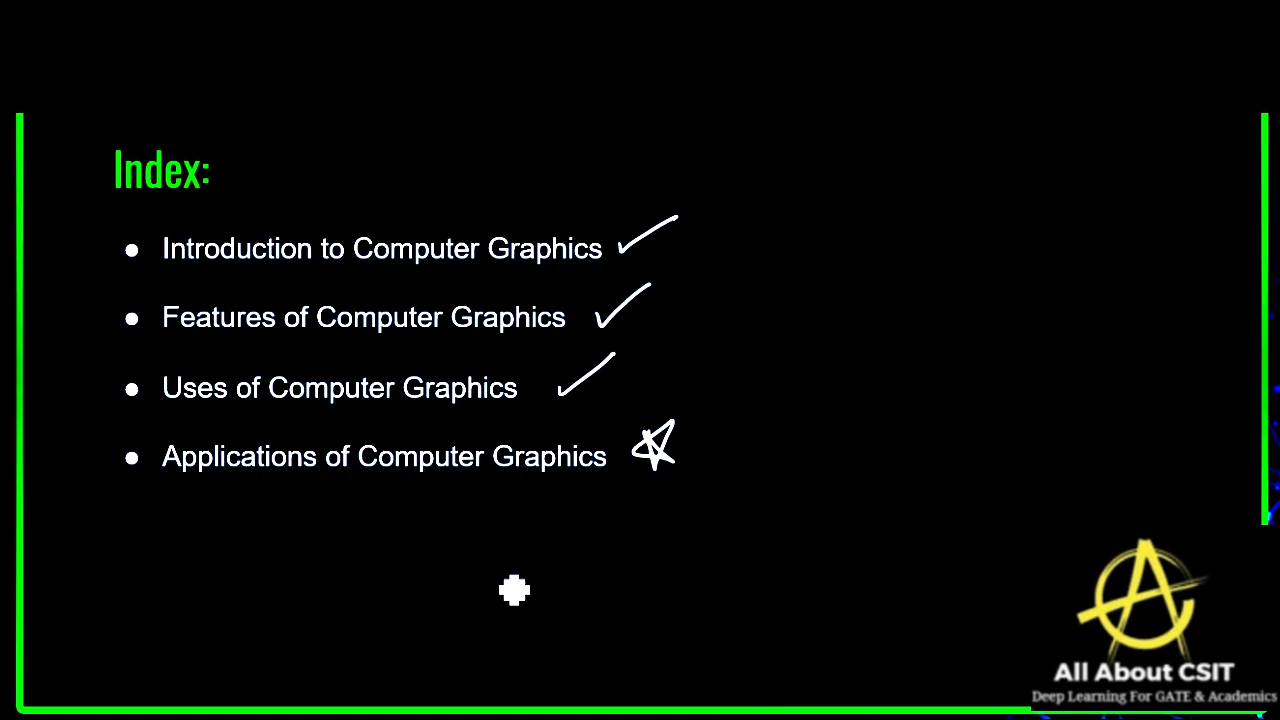 Index:
● Introduction to Computer Graphics
● Features of Computer Graphics
● Uses of Computer Graphics
● Applications of Computer Graphics
All About CSIT
Deep Learning For GATE & Academics